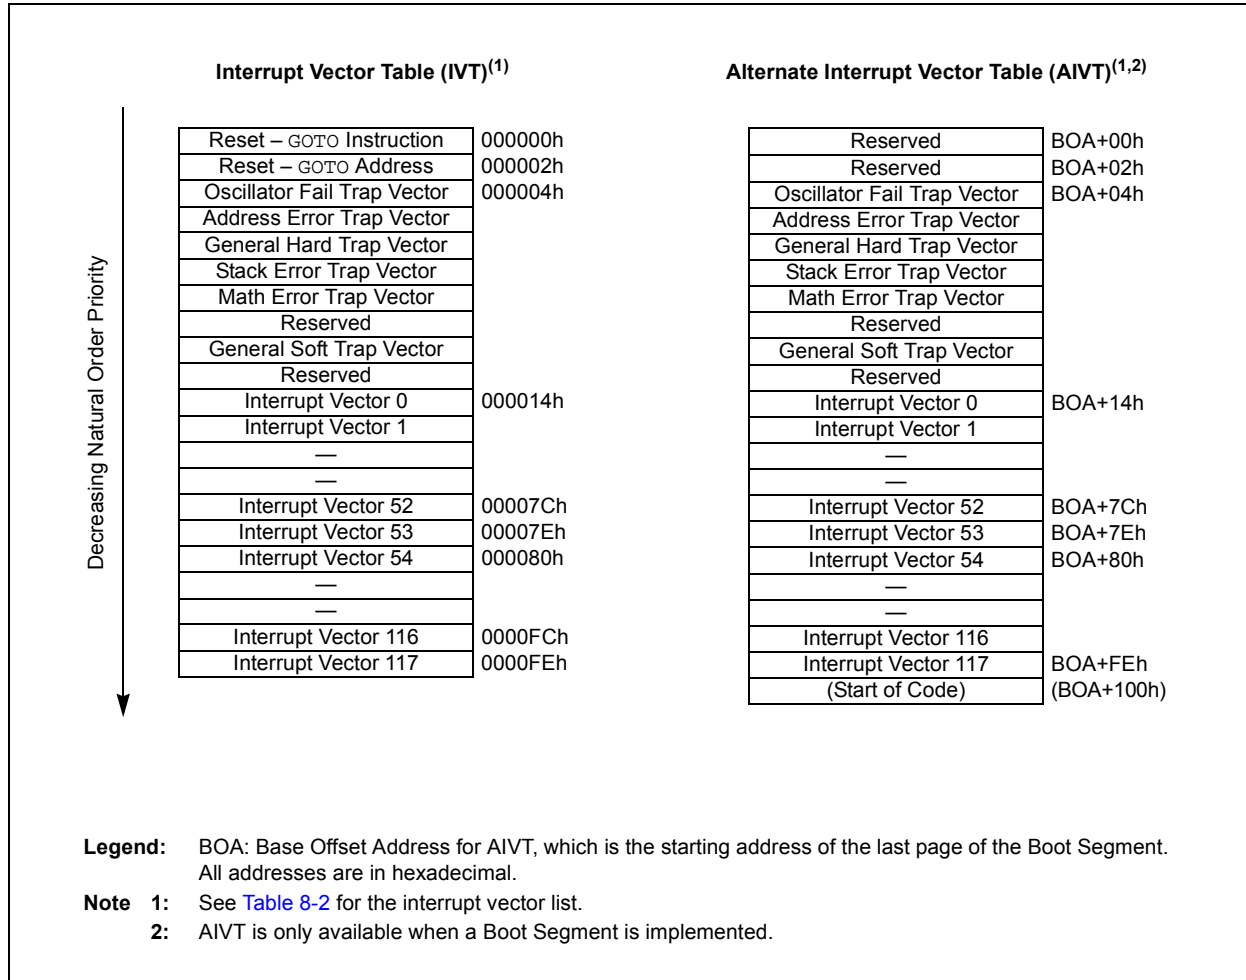 Interrupt Vector Table (IVT)(1)
Reset – GOTO Instruction 000000h
Reset – GOTO Address 000002h
Oscillator Fail Trap Vector 000004h
Address Error Trap Vector
General Hard Trap Vector
Stack Error Trap Vector
Math Error Trap Vector
Reserved
General Soft Trap Vector
Reserved
Interrupt Vector 0 000014h
Interrupt Vector 1
—
—
Interrupt Vector 52 00007Ch
Interrupt Vector 53 00007Eh
Interrupt Vector 54 000080h
—
—
Interrupt Vector 116 0000FCh
Interrupt Vector 117 0000FEh
Decreasing Natural Order Priority
Alternate Interrupt Vector Table (AIVT)(1,2)
Reserved BOA+00h
Reserved BOA+02h
Oscillator Fail Trap Vector BOA+04h
Address Error Trap Vector
General Hard Trap Vector
Stack Error Trap Vector
Math Error Trap Vector
Reserved
General Soft Trap Vector
Reserved
Interrupt Vector 0 BOA+14h
Interrupt Vector 1
—
—
Interrupt Vector 52 BOA+7Ch
Interrupt Vector 53 BOA+7Eh
Interrupt Vector 54 BOA+80h
—
—
Interrupt Vector 116
Interrupt Vector 117 BOA+FEh
(Start of Code) (BOA+100h)
Legend: BOA: Base Offset Address for AIVT, which is the starting address of the last page of the Boot Segment.
All addresses are in hexadecimal.
Note 1: See Table 8-2 for the interrupt vector list.
2: AIVT is only available when a Boot Segment is implemented.